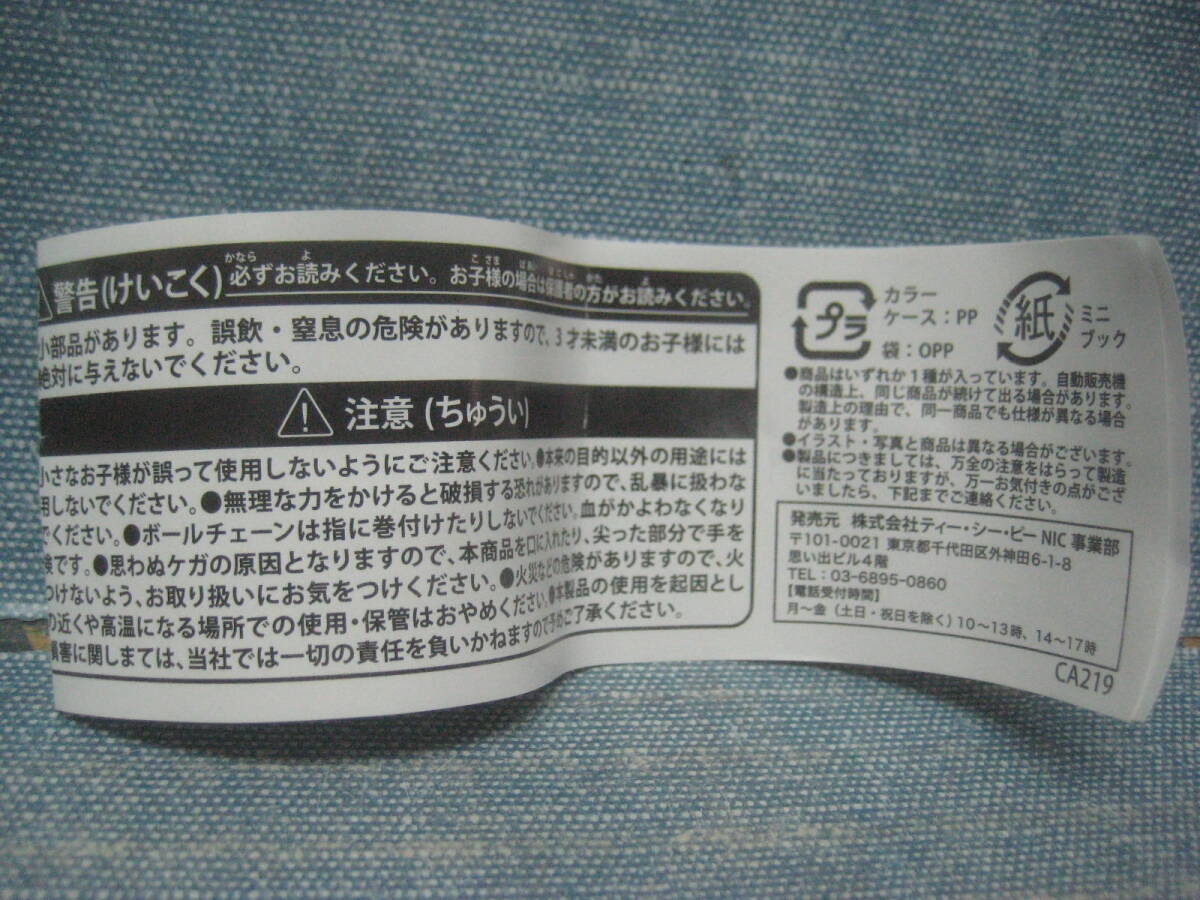 警告(けいこく) 必ずお読みください。お子様の場合は保護者の方がお読みください。
小部品があります。誤飲・窒息の危険がありますので、3才未満のお子様には
絶対に与えないでください。
注意(ちゅうい)
小さなお子様が誤って使用しないようにご注意ください。●本来の目的以外の用途には
用しないでください。●無理な力をかけると破損する恐れがありますので、乱暴に扱わな
でください。●ボールチェーンは指に巻付けたりしないでください。血がかよわなくなり
険です。●思わぬケガの原因となりますので、本商品を口に入れたり、尖った部分で手を
つけないよう、お取り扱いにお気をつけください。●火災などの危険がありますので、火
の近くや高温になる場所での使用・保管はおやめください。●本製品の使用を起因とし
損害に関しまては、当社では一切の責任を負いかねますので予めご了承ください。
プラ
カラー
ケース：PP
袋：OPP
紙
ミニ
ブック
●商品はいずれか1種が入っています。自動販売機
の構造上、同じ商品が続けて出る場合があります。
製造上の理由で、同一商品でも仕様が異なる場合
があります。
●イラスト・写真と商品は異なる場合がございます。
●製品につきましては、万全の注意をはらって製造
に当たっておりますが、万一お気付きの点がござ
いましたら、下記までご連絡ください。
発売元 株式会社ティー・シー・ピー NIC 事業部
〒101-0021 東京都千代田区外神田6-1-8
思い出ビル4階
TEL：03-6895-0860
【電話受付時間】
月〜金（土日・祝日を除く）10〜13時、14〜17時
CA219